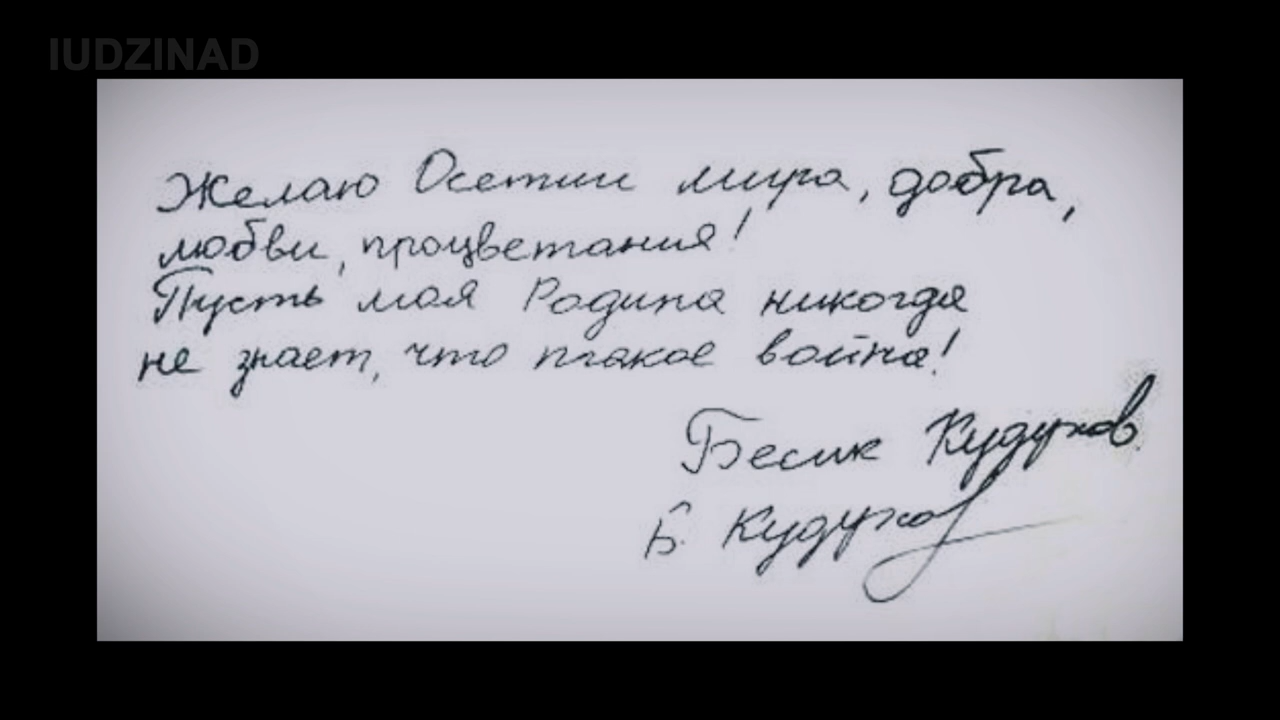 IUDZINAD
Желаю Осетии мира, добра,
любви, процветания!
Пусть моя Родина никогда
не знает, что такое война!
Бесик Кудухов.
Б. Кудухов